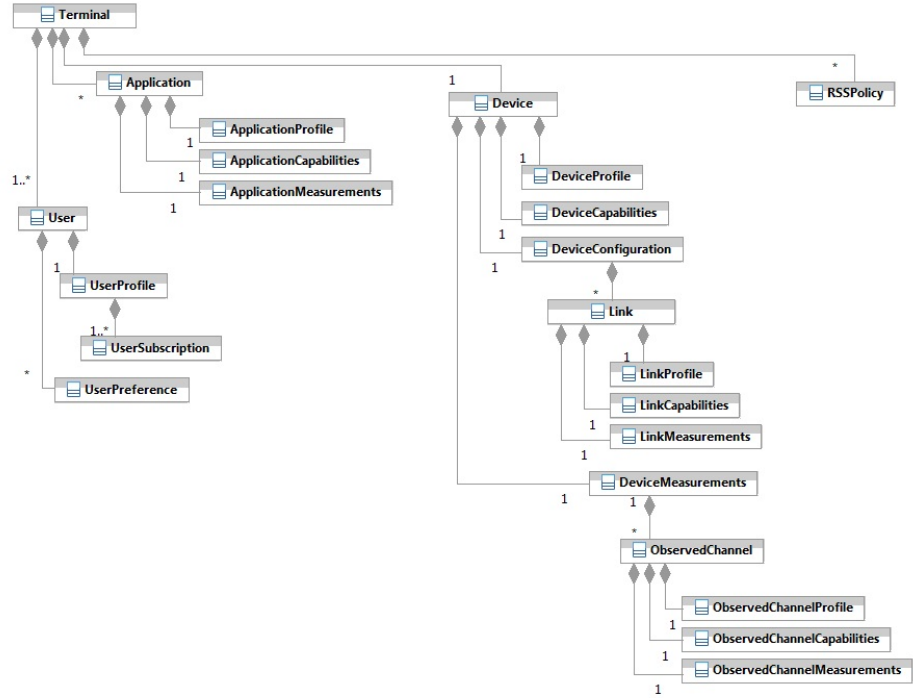 Terminal
*
Application
*
RSSPolicy
1
Device
ApplicationProfile
1
ApplicationCapabilities
1
ApplicationMeasurements
1
1
DeviceProfile
DeviceCapabilities
1
DeviceConfiguration
1
1..*
User
1
UserProfile
1..*
UserSubscription
*
UserPreference
*
Link
1
LinkProfile
LinkCapabilities
1
LinkMeasurements
1
DeviceMeasurements
1
1
*
ObservedChannel
ObservedChannelProfile
1
ObservedChannelCapabilities
1
ObservedChannelMeasurements
1